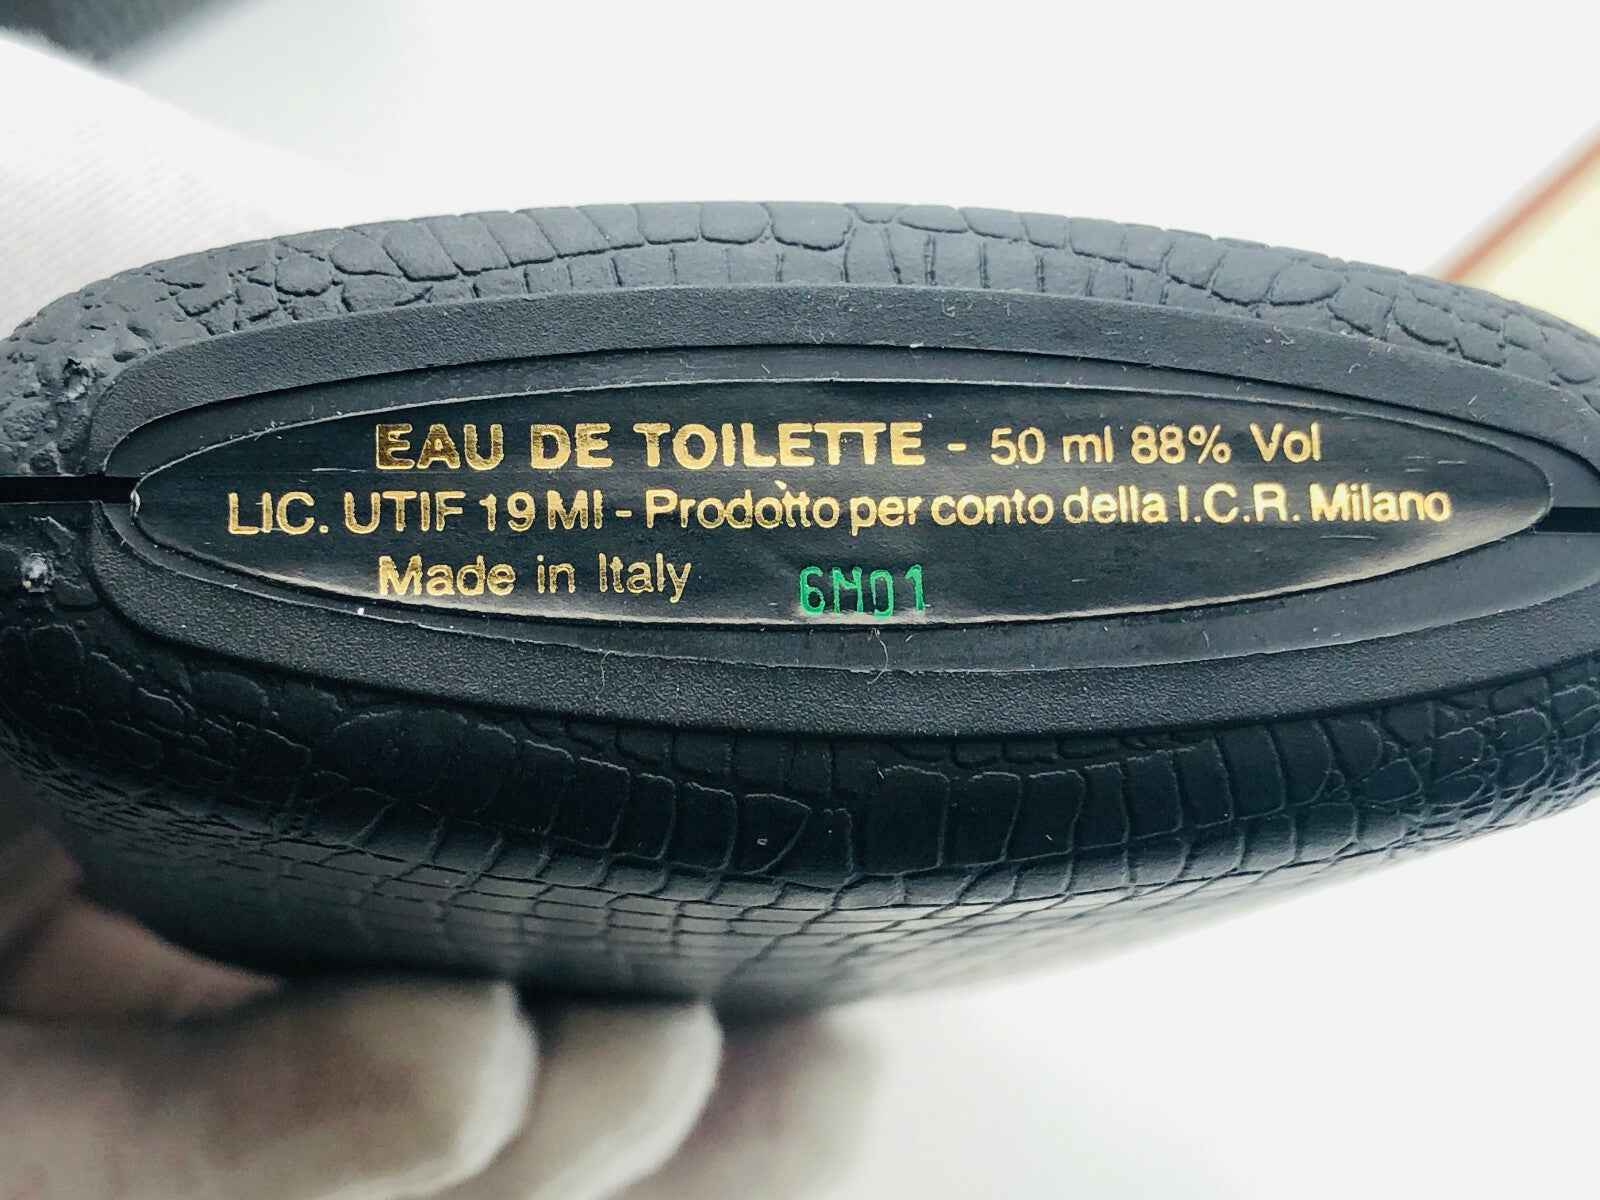 EAU DE TOILETTE - 50 ml 88% Vol
LIC. UTIF 19 MI - Prodotto per conto della I.C.R. Milano
Made in Italy 6M01